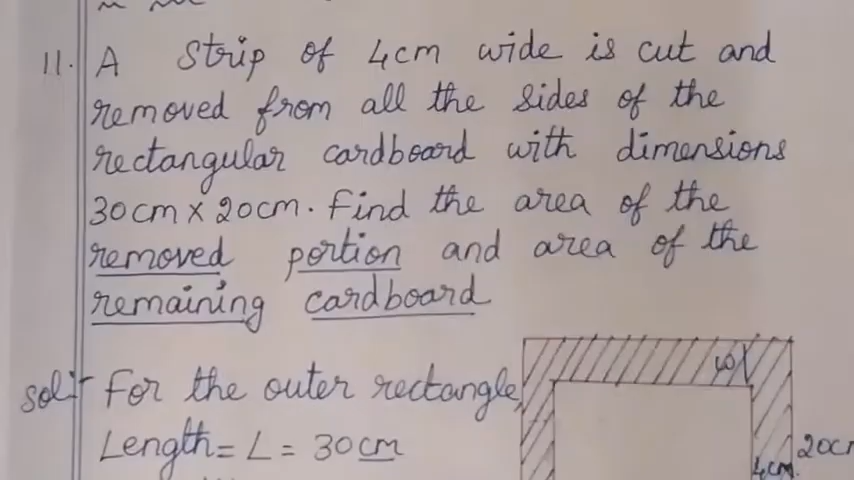 11. A Strip of 4cm wide is cut and
removed from all the sides of the
rectangular cardboard with dimensions
30cm x 20cm. Find the area of the
removed portion and area of the
remaining cardboard
sol:- For the outer rectangle,
Length = L = 30cm
20cm
4cm.